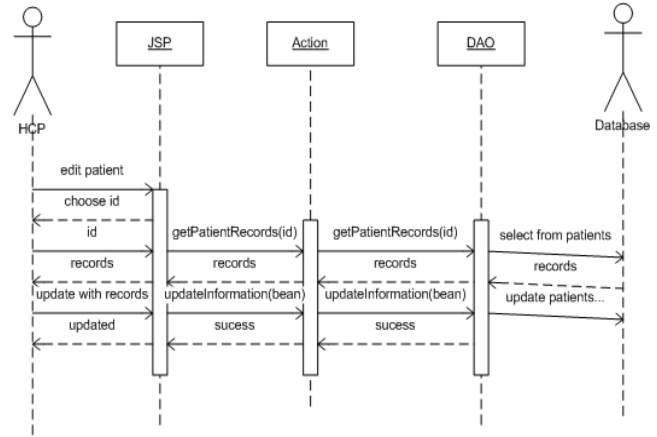 JSP
Action
DAO
HCP
Database
edit patient
choose id
id
getPatientRecords(id)
getPatientRecords(id)
select from patients
records
records
records
records
update with records
updateInformation(bean)
updateInformation(bean)
update patients...
updated
sucess
sucess